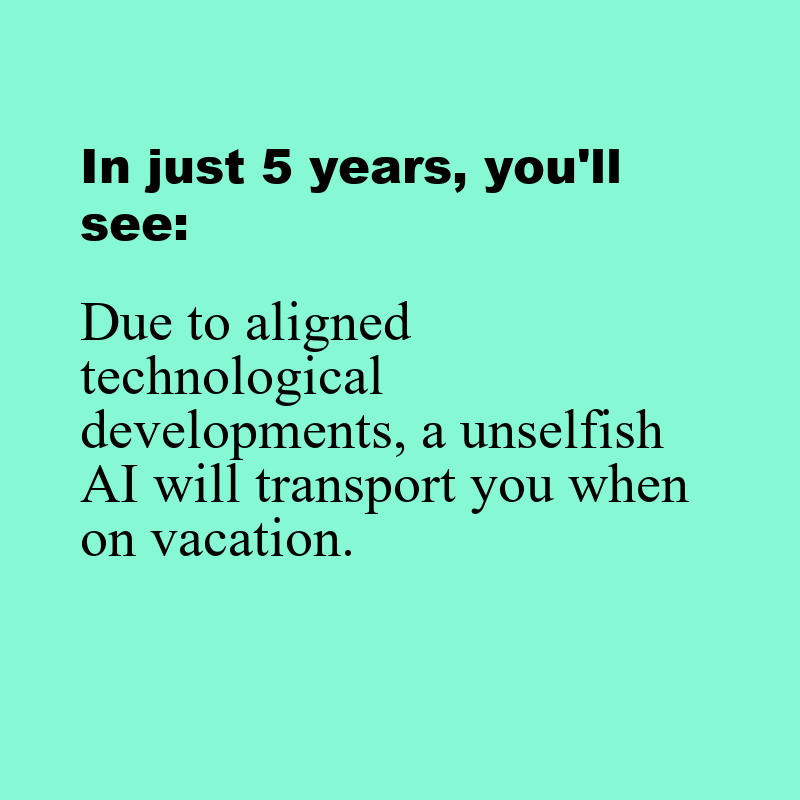 In just 5 years, you'll
see:
Due to aligned
technological
developments, a unselfish
AI will transport you when
on vacation.